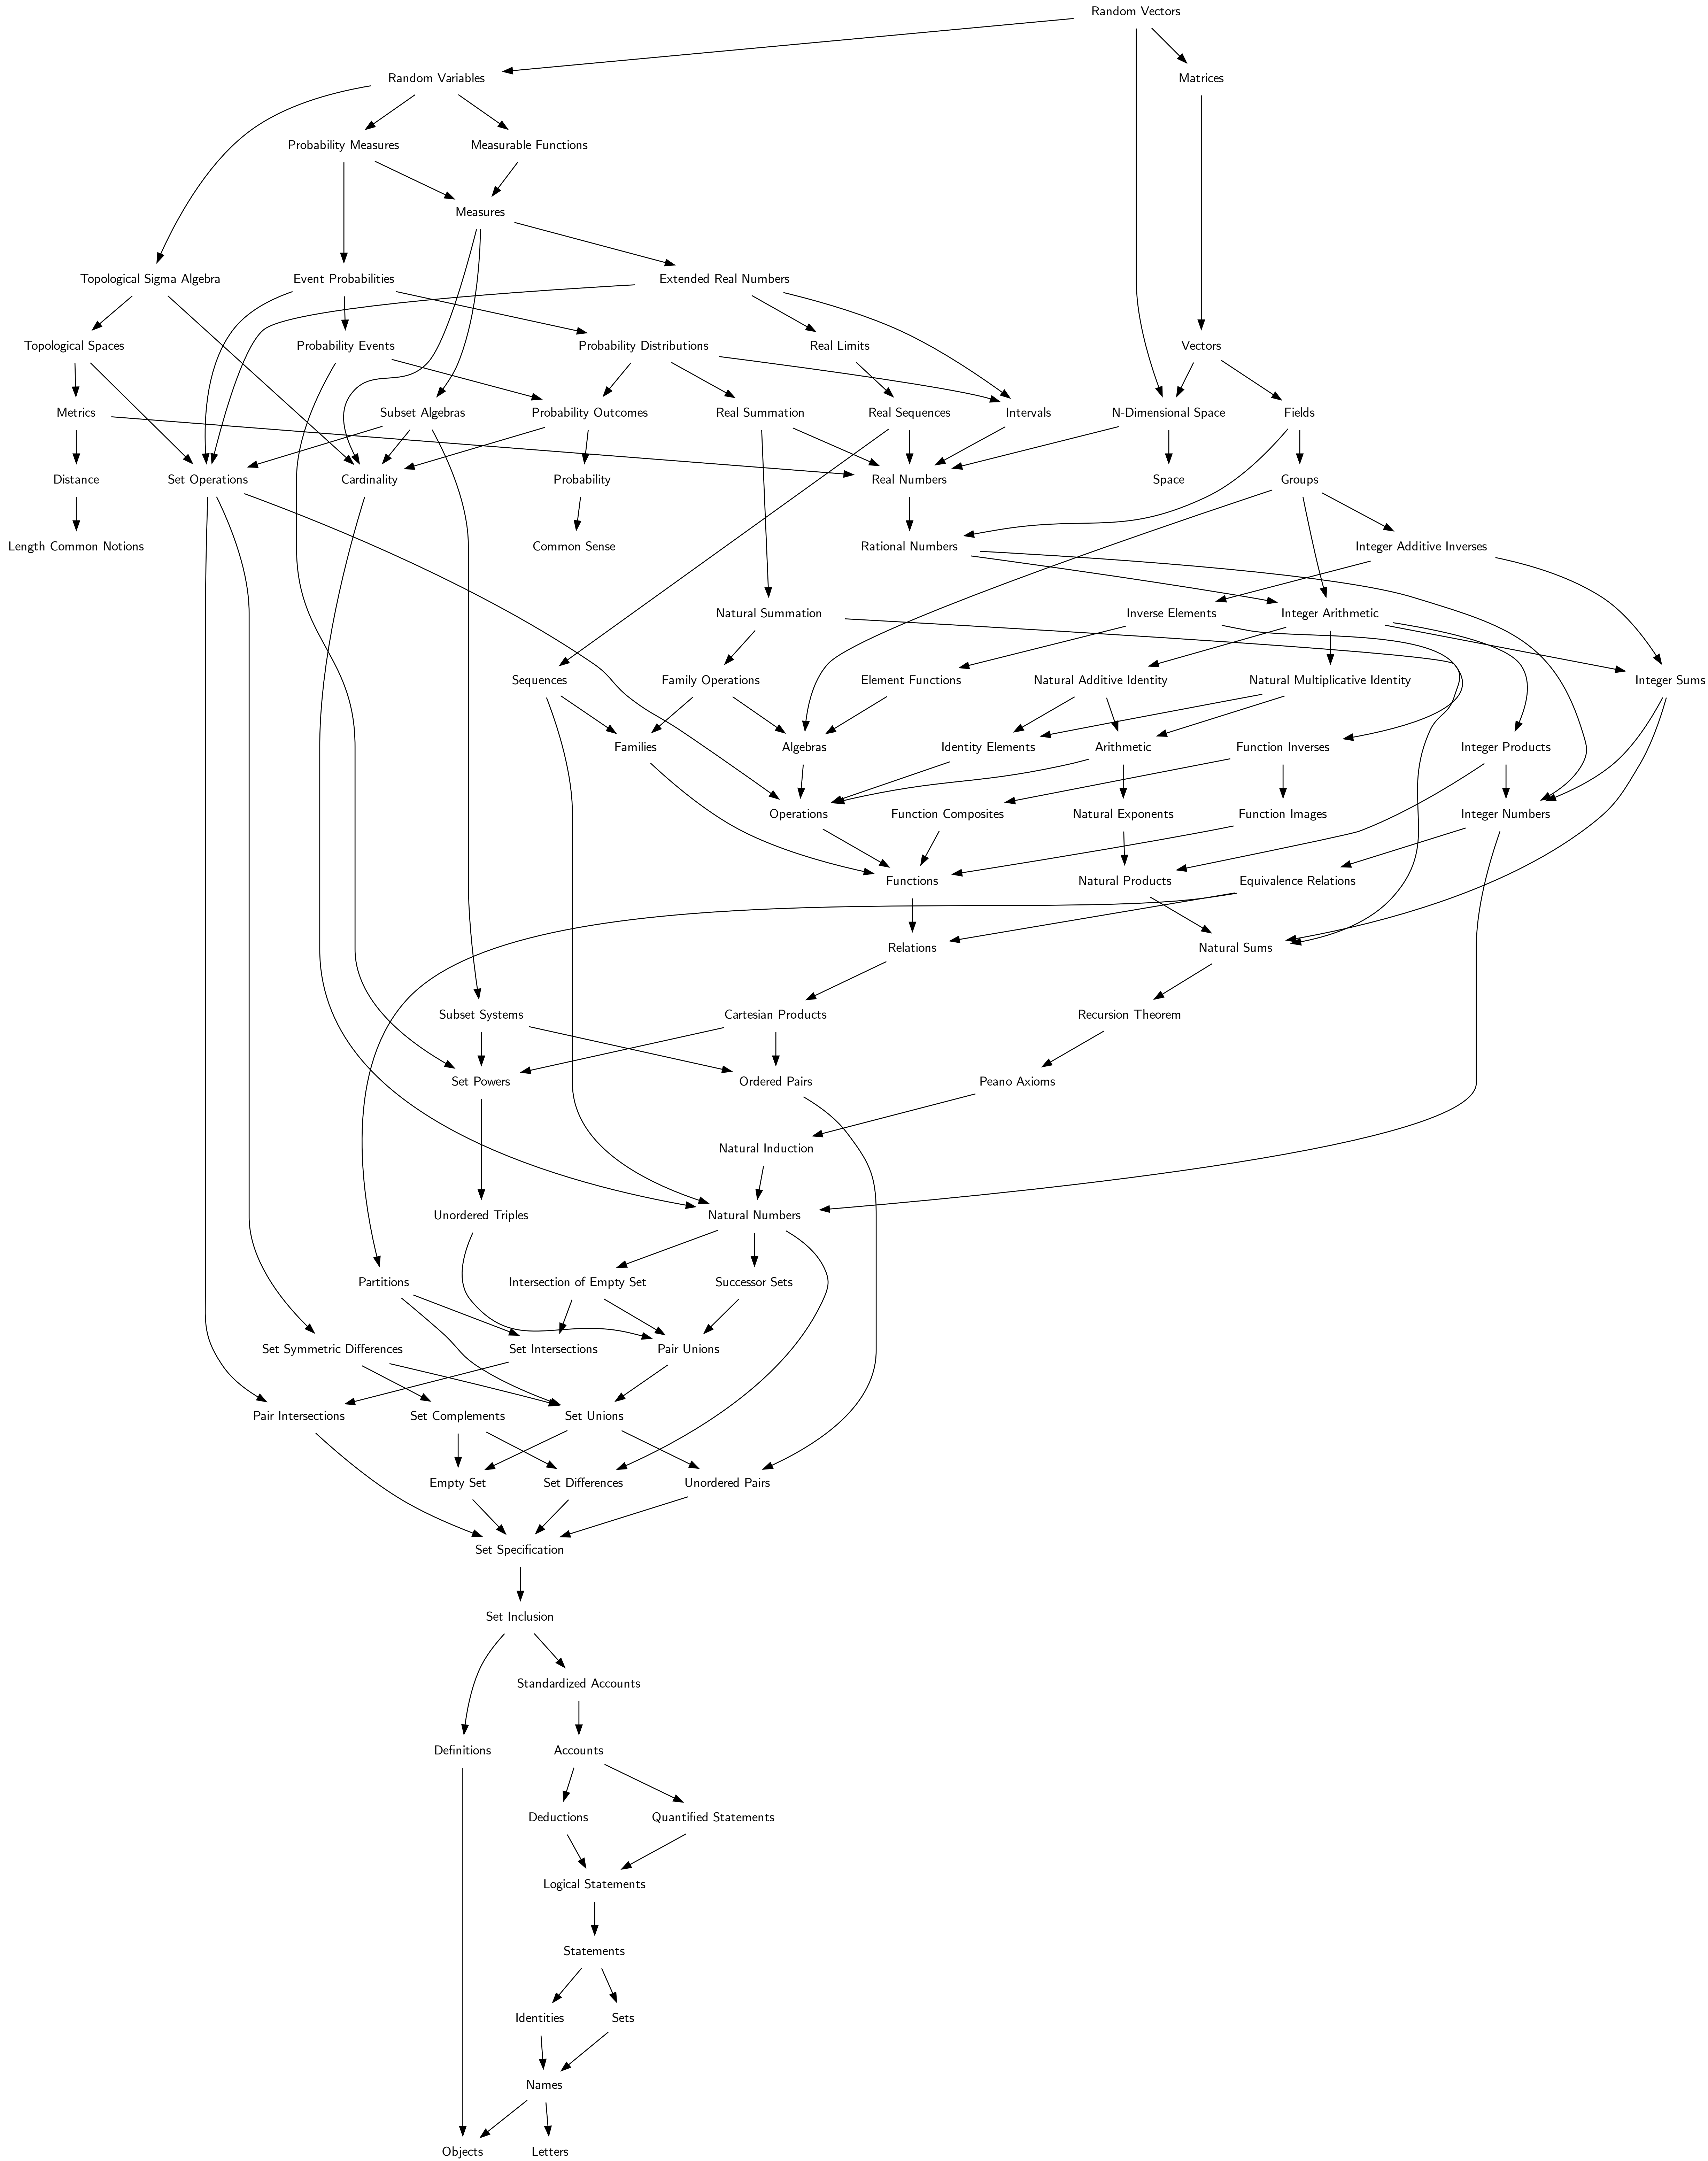 Random Vectors
Random Variables
Matrices
Probability Measures
Measurable Functions
Measures
Topological Sigma Algebra
Event Probabilities
Extended Real Numbers
Topological Spaces
Probability Events
Probability Distributions
Real Limits
Vectors
Metrics
Subset Algebras
Probability Outcomes
Real Summation
Real Sequences
Intervals
N-Dimensional Space
Fields
Distance
Set Operations
Cardinality
Probability
Real Numbers
Space
Groups
Length Common Notions
Common Sense
Rational Numbers
Integer Additive Inverses
Natural Summation
Inverse Elements
Integer Arithmetic
Sequences
Family Operations
Element Functions
Natural Additive Identity
Natural Multiplicative Identity
Integer Sums
Families
Algebras
Identity Elements
Arithmetic
Function Inverses
Integer Products
Operations
Function Composites
Natural Exponents
Function Images
Integer Numbers
Functions
Natural Products
Equivalence Relations
Relations
Natural Sums
Subset Systems
Cartesian Products
Recursion Theorem
Set Powers
Ordered Pairs
Peano Axioms
Natural Induction
Unordered Triples
Natural Numbers
Partitions
Intersection of Empty Set
Successor Sets
Set Symmetric Differences
Set Intersections
Pair Unions
Pair Intersections
Set Complements
Set Unions
Empty Set
Set Differences
Unordered Pairs
Set Specification
Set Inclusion
Standardized Accounts
Definitions
Accounts
Deductions
Quantified Statements
Logical Statements
Statements
Identities
Sets
Names
Objects
Letters